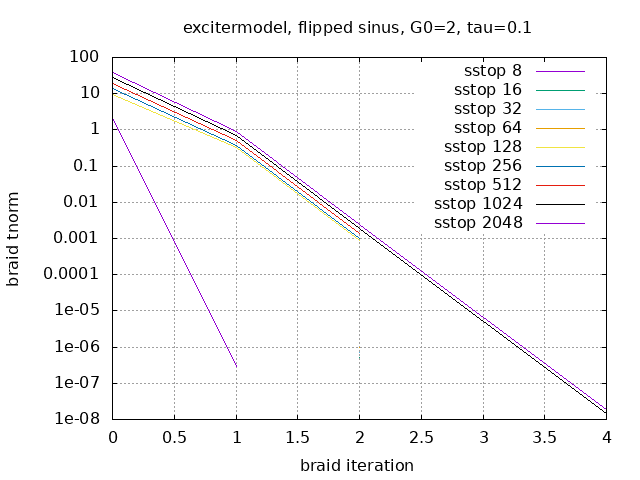 excitermodel, flipped sinus, G0=2, tau=0.1
100
10
1
0.1
0.01
0.001
0.0001
1e-05
1e-06
1e-07
1e-08
braid tnorm
sstop 8
sstop 16
sstop 32
sstop 64
sstop 128
sstop 256
sstop 512
sstop 1024
sstop 2048
0 0.5 1 1.5 2 2.5 3 3.5 4
braid iteration